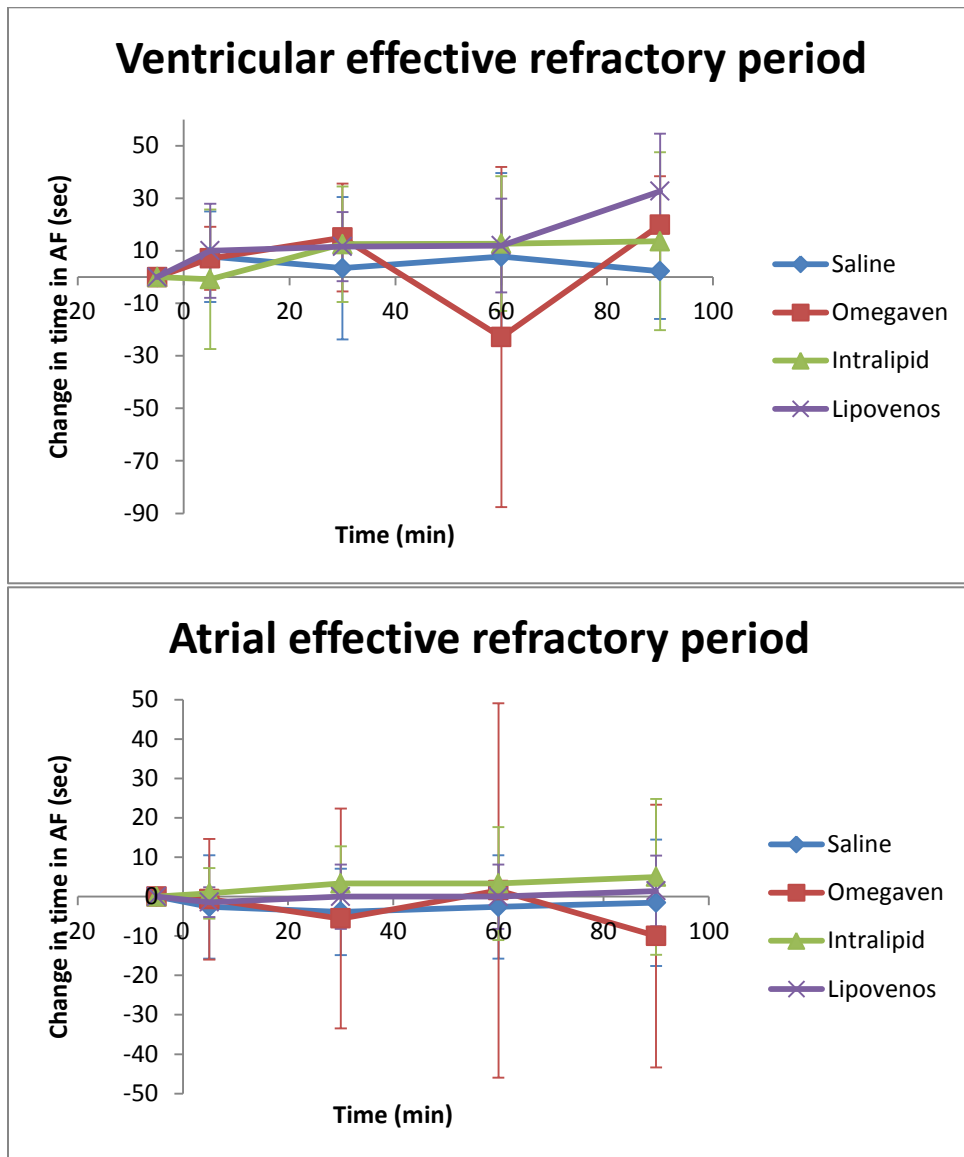 Ventricular effective refractory period
Change in time in AF (sec)
50
30
10
-10
-30
-50
-70
-90
20
0
20
40
60
80
100
Time (min)
Saline
Omegaven
Intralipid
Lipovenos
Atrial effective refractory period
Change in time in AF (sec)
50
40
30
20
10
0
-10
-20
-30
-40
-50
20
0
20
40
60
80
100
Time (min)
Saline
Omegaven
Intralipid
Lipovenos